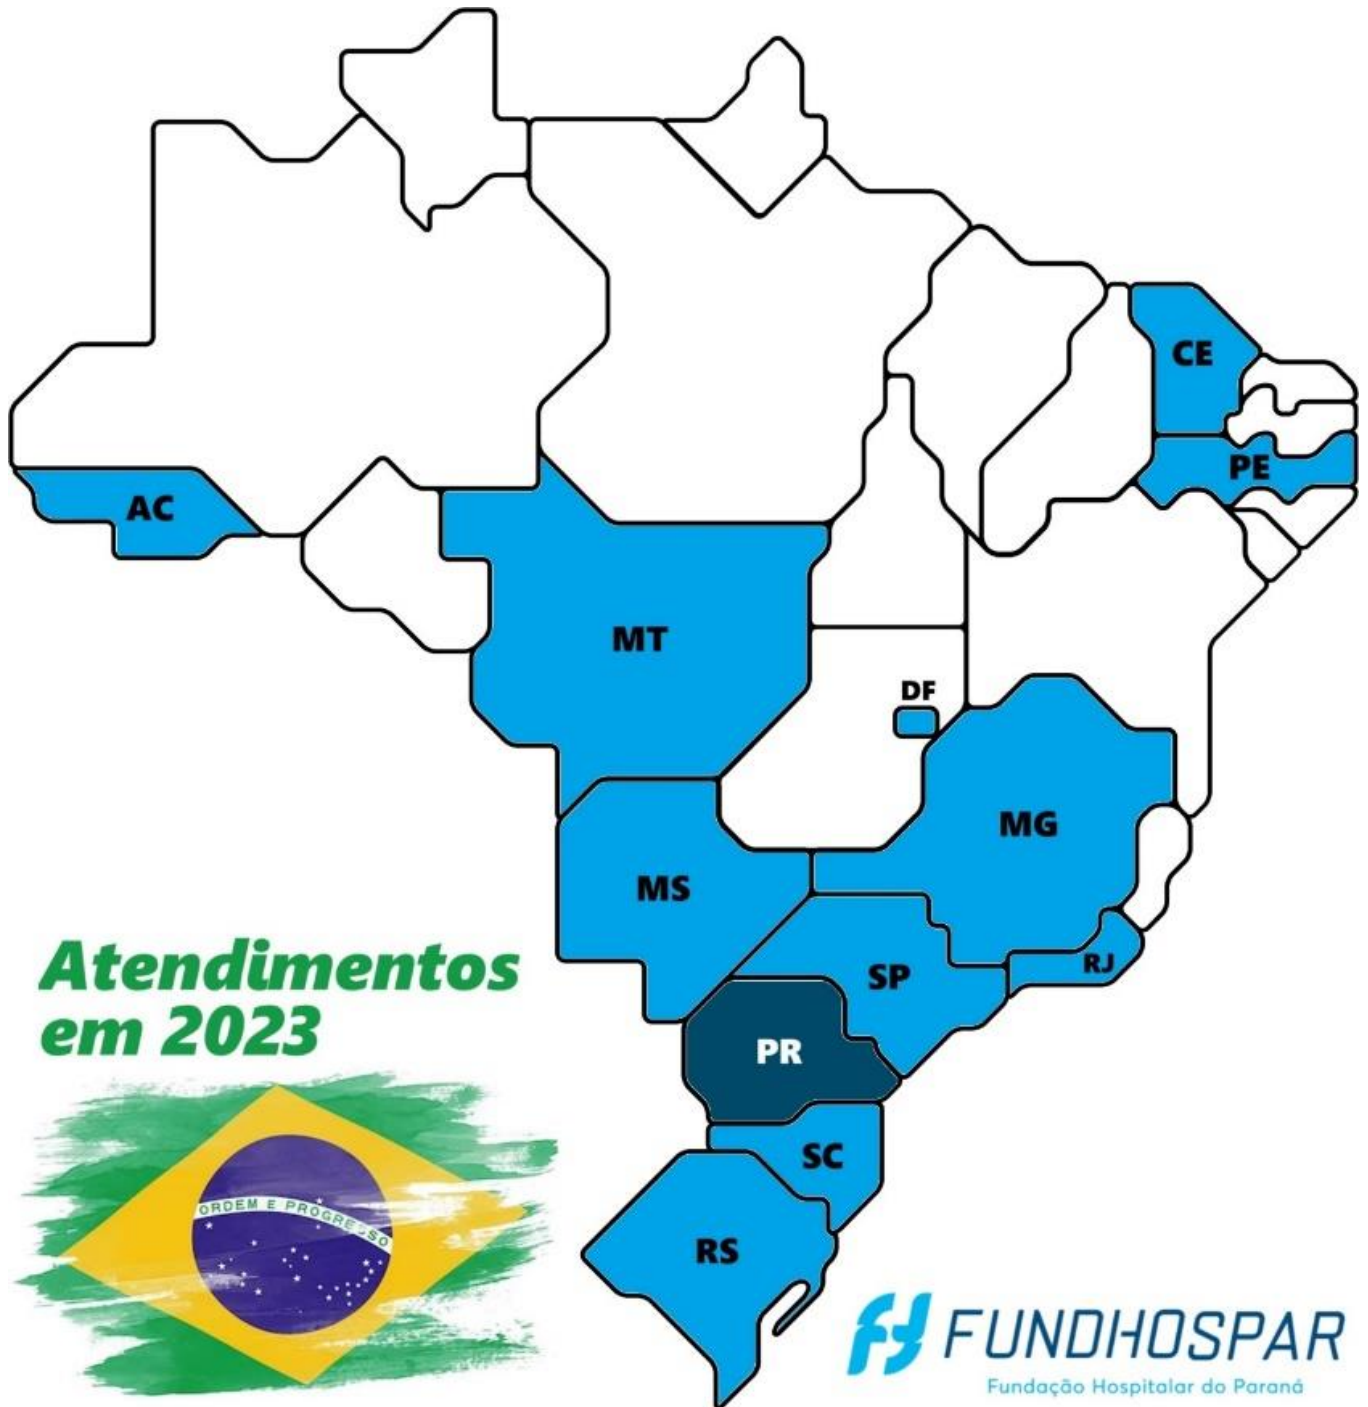 CE
PE
AC
MT
DF
MG
MS
SP
RJ
PR
SC
RS
Atendimentos
em 2023
ORDEM E PROGRESSO
FUNDHOSPAR
Fundação Hospitalar do Paraná